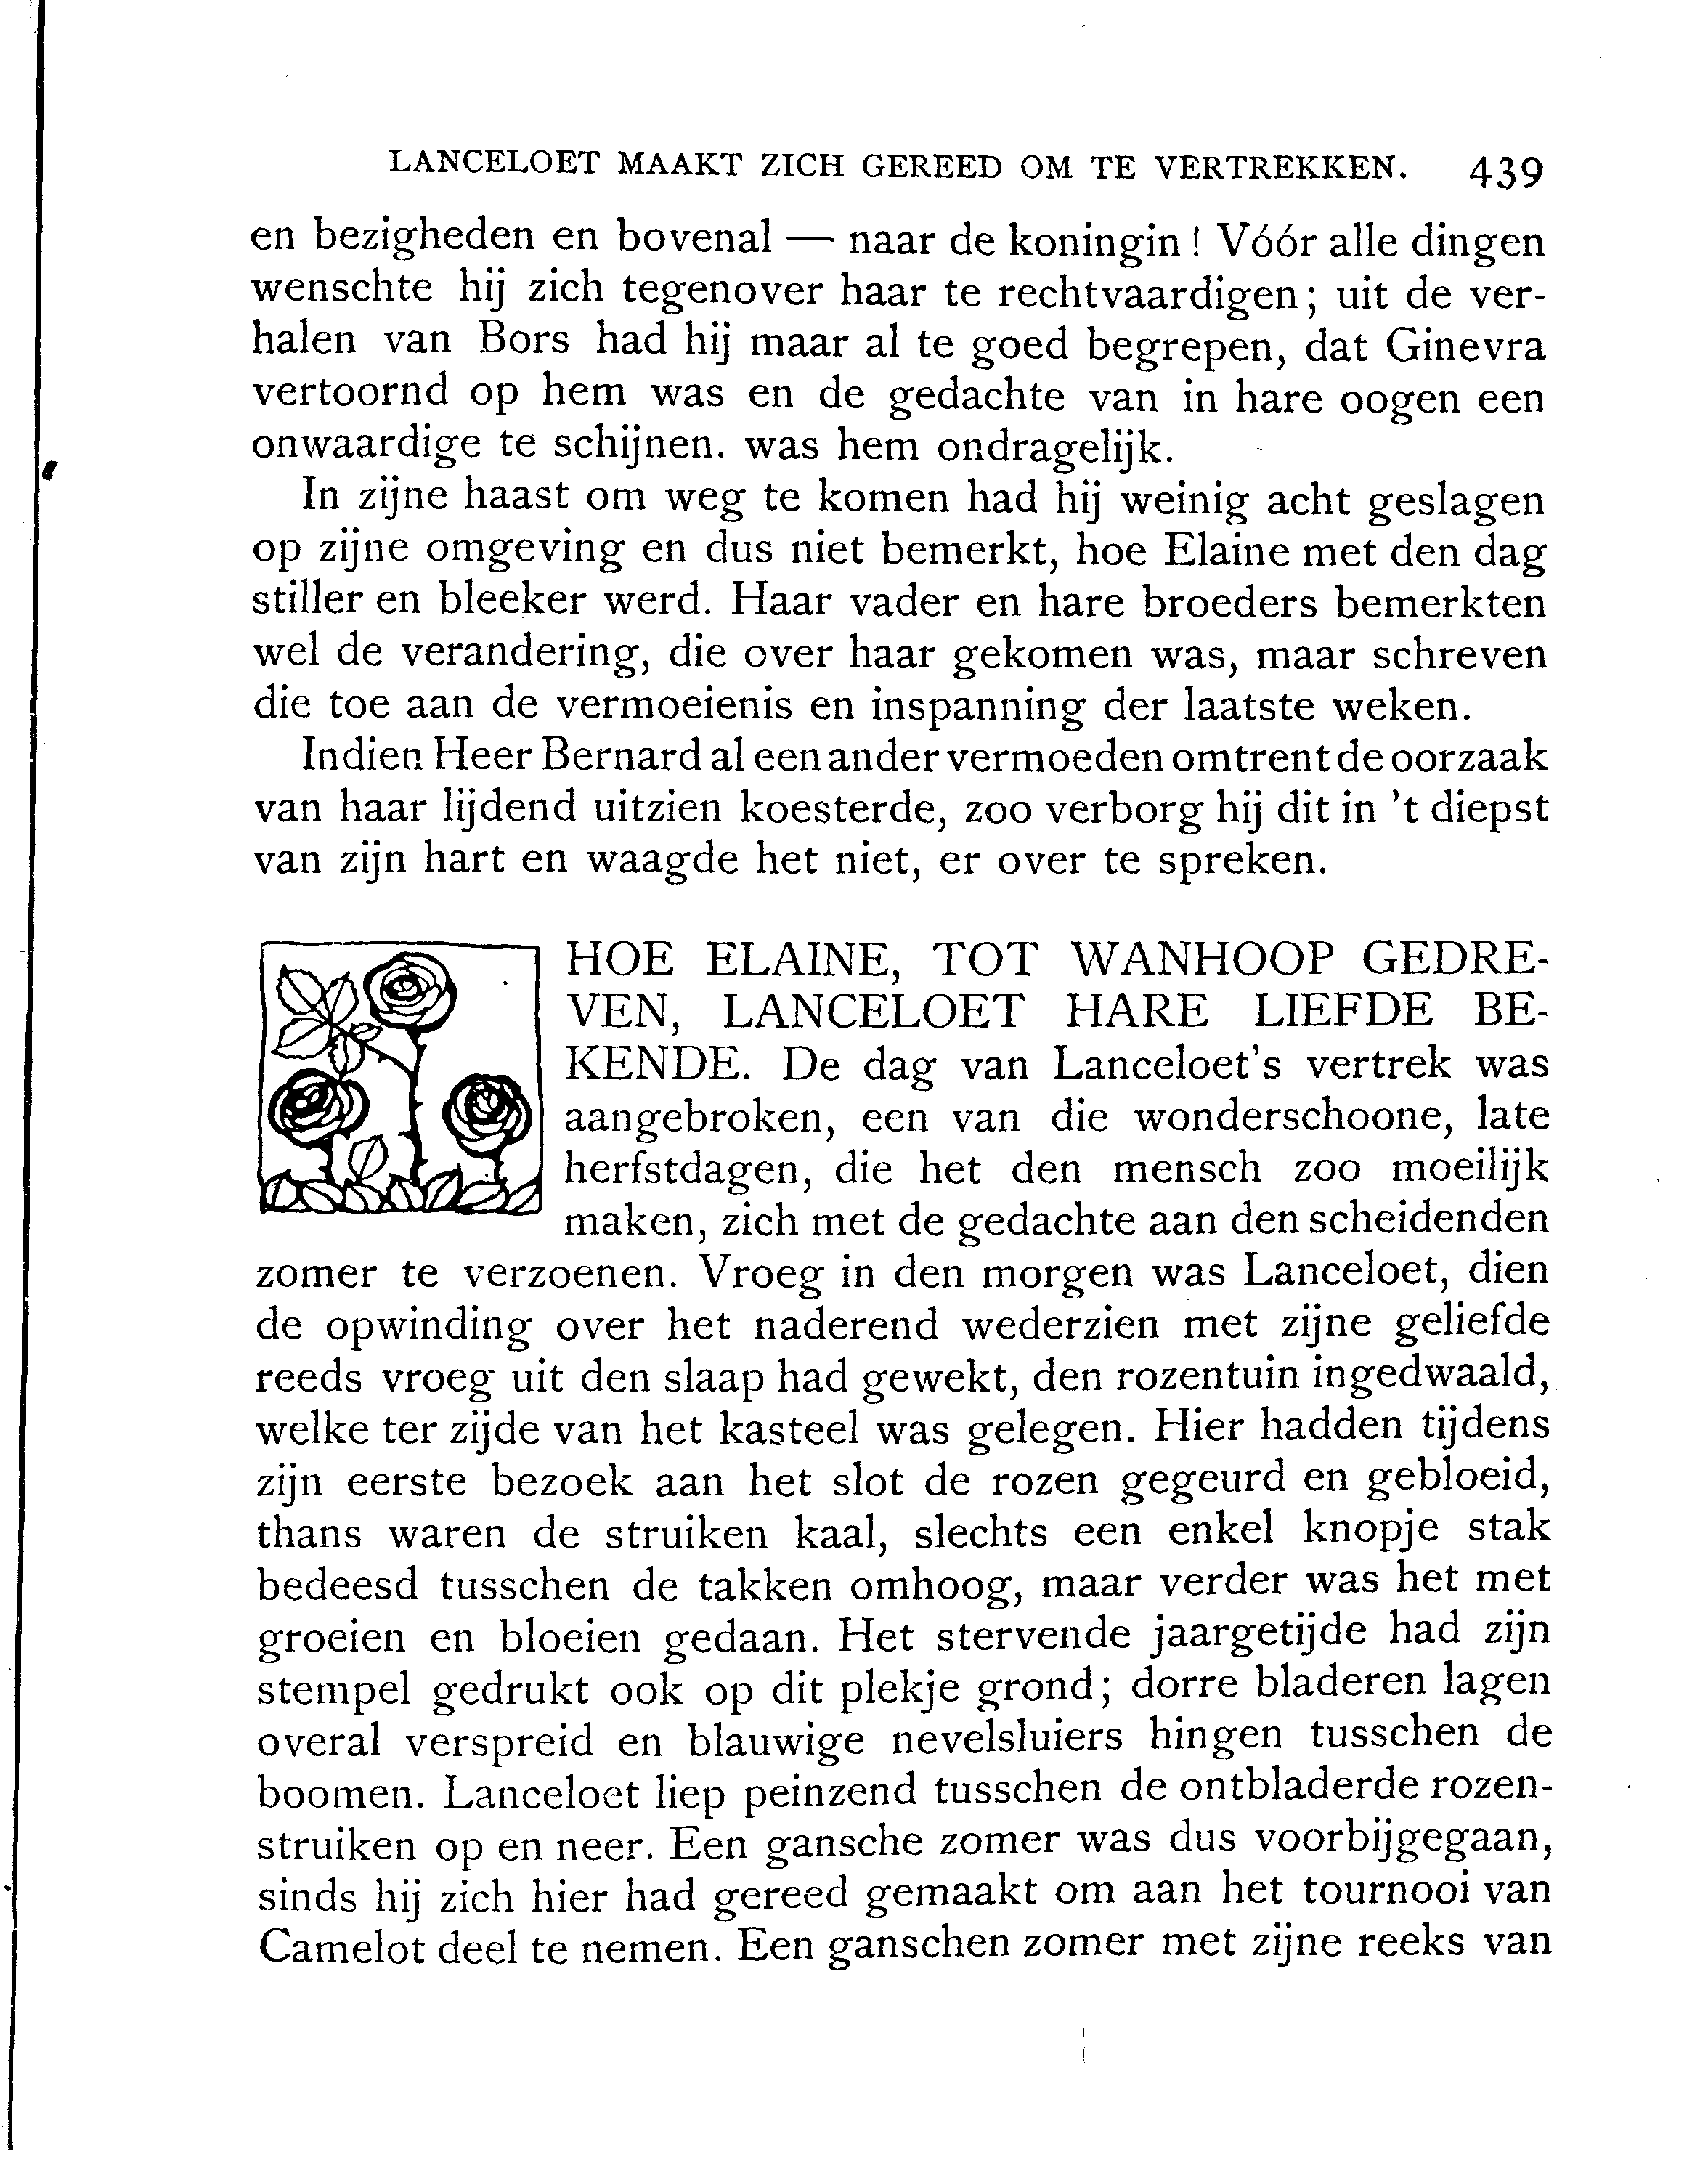 LANCELOET MAAKT ZICH GEREED OM TE VERTREKKEN. 439
en bezigheden en bovenal — naar de koningin! Vóór alle dingen
wenschte hij zich tegenover haar te rechtvaardigen; uit de ver-
halen van Bors had hij maar al te goed begrepen, dat Ginevra
vertoornd op hem was en de gedachte van in hare oogen een
onwaardige te schijnen. was hem ondragelijk.
In zijne haast om weg te komen had hij weinig acht geslagen
op zijne omgeving en dus niet bemerkt, hoe Elaine met den dag
stiller en bleeker werd. Haar vader en hare broeders bemerkten
wel de verandering, die over haar gekomen was, maar schreven
die toe aan de vermoeienis en inspanning der laatste weken.
Indien Heer Bernard al een ander vermoeden omtrent de oorzaak
van haar lijdend uitzien koesterde, zoo verborg hij dit in 't diepst
van zijn hart en waagde het niet, er over te spreken.
HOE ELAINE, TOT WANHOOP GEDRE-
VEN, LANCELOET HARE LIEFDE BE-
KENDE. De dag van Lanceloet's vertrek was
aangebroken, een van die wonderschoone, late
herfstdagen, die het den mensch zoo moeilijk
maken, zich met de gedachte aan den scheidenden
zomer te verzoenen. Vroeg in den morgen was Lanceloet, dien
de opwinding over het naderend wederzien met zijne geliefde
reeds vroeg uit den slaap had gewekt, den rozentuin ingedwaald,
welke ter zijde van het kasteel was gelegen. Hier hadden tijdens
zijn eerste bezoek aan het slot de rozen gegeurd en gebloeid,
thans waren de struiken kaal, slechts een enkel knopje stak
bedeesd tusschen de takken omhoog, maar verder was het met
groeien en bloeien gedaan. Het stervende jaargetijde had zijn
stempel gedrukt ook op dit plekje grond; dorre bladeren lagen
overal verspreid en blauwige nevelsluiers hingen tusschen de
boomen. Lanceloet liep peinzend tusschen de ontbladerde rozen-
struiken op en neer. Een gansche zomer was dus voorbijgegaan,
sinds hij zich hier had gereed gemaakt om aan het tournooi van
Camelot deel te nemen. Een ganschen zomer met zijne reeks van